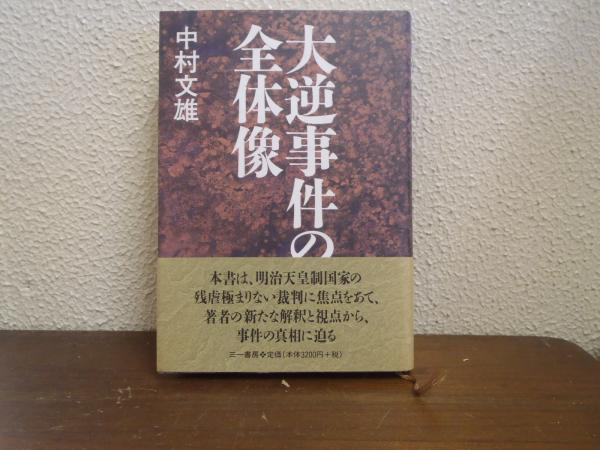 大逆事件の
全体像
中村文雄
本書は、明治天皇制国家の
残虐極まりない裁判に焦点をあて、
著者の新たな解釈と視点から、
事件の真相に迫る
三一書房❖定価(本体3200円+税)